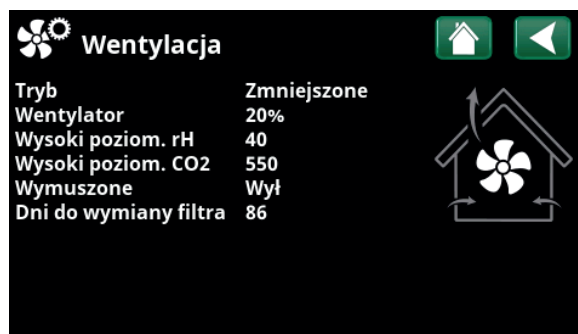 Wentylacja
Tryb Zmniejszone
Wentylator 20%
Wysoki poziom. rH 40
Wysoki poziom. CO2 550
Wymuszone Wył
Dni do wymiany filtra 86